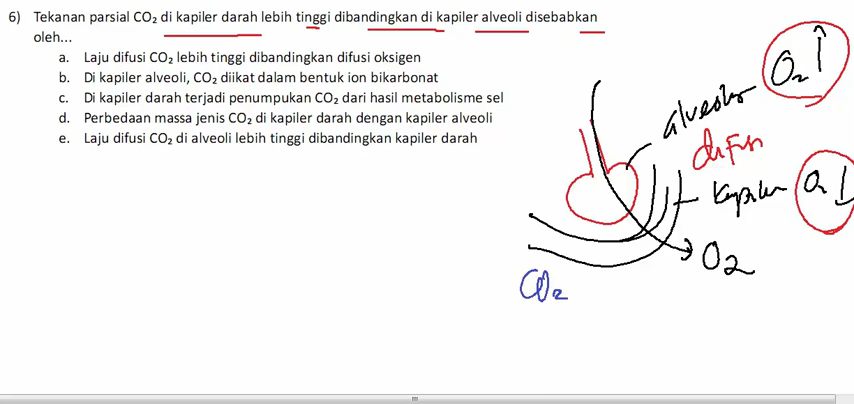 6) Tekanan parsial CO₂ di kapiler darah lebih tinggi dibandingkan di kapiler alveoli disebabkan
oleh...
a. Laju difusi CO₂ lebih tinggi dibandingkan difusi oksigen
b. Di kapiler alveoli, CO₂ diikat dalam bentuk ion bikarbonat
c. Di kapiler darah terjadi penumpukan CO₂ dari hasil metabolisme sel
d. Perbedaan massa jenis CO₂ di kapiler darah dengan kapiler alveoli
e. Laju difusi CO₂ di alveoli lebih tinggi dibandingkan kapiler darah
alveolus O₂ ↑
difusi
kapiler O₂ ↓
O₂
CO₂